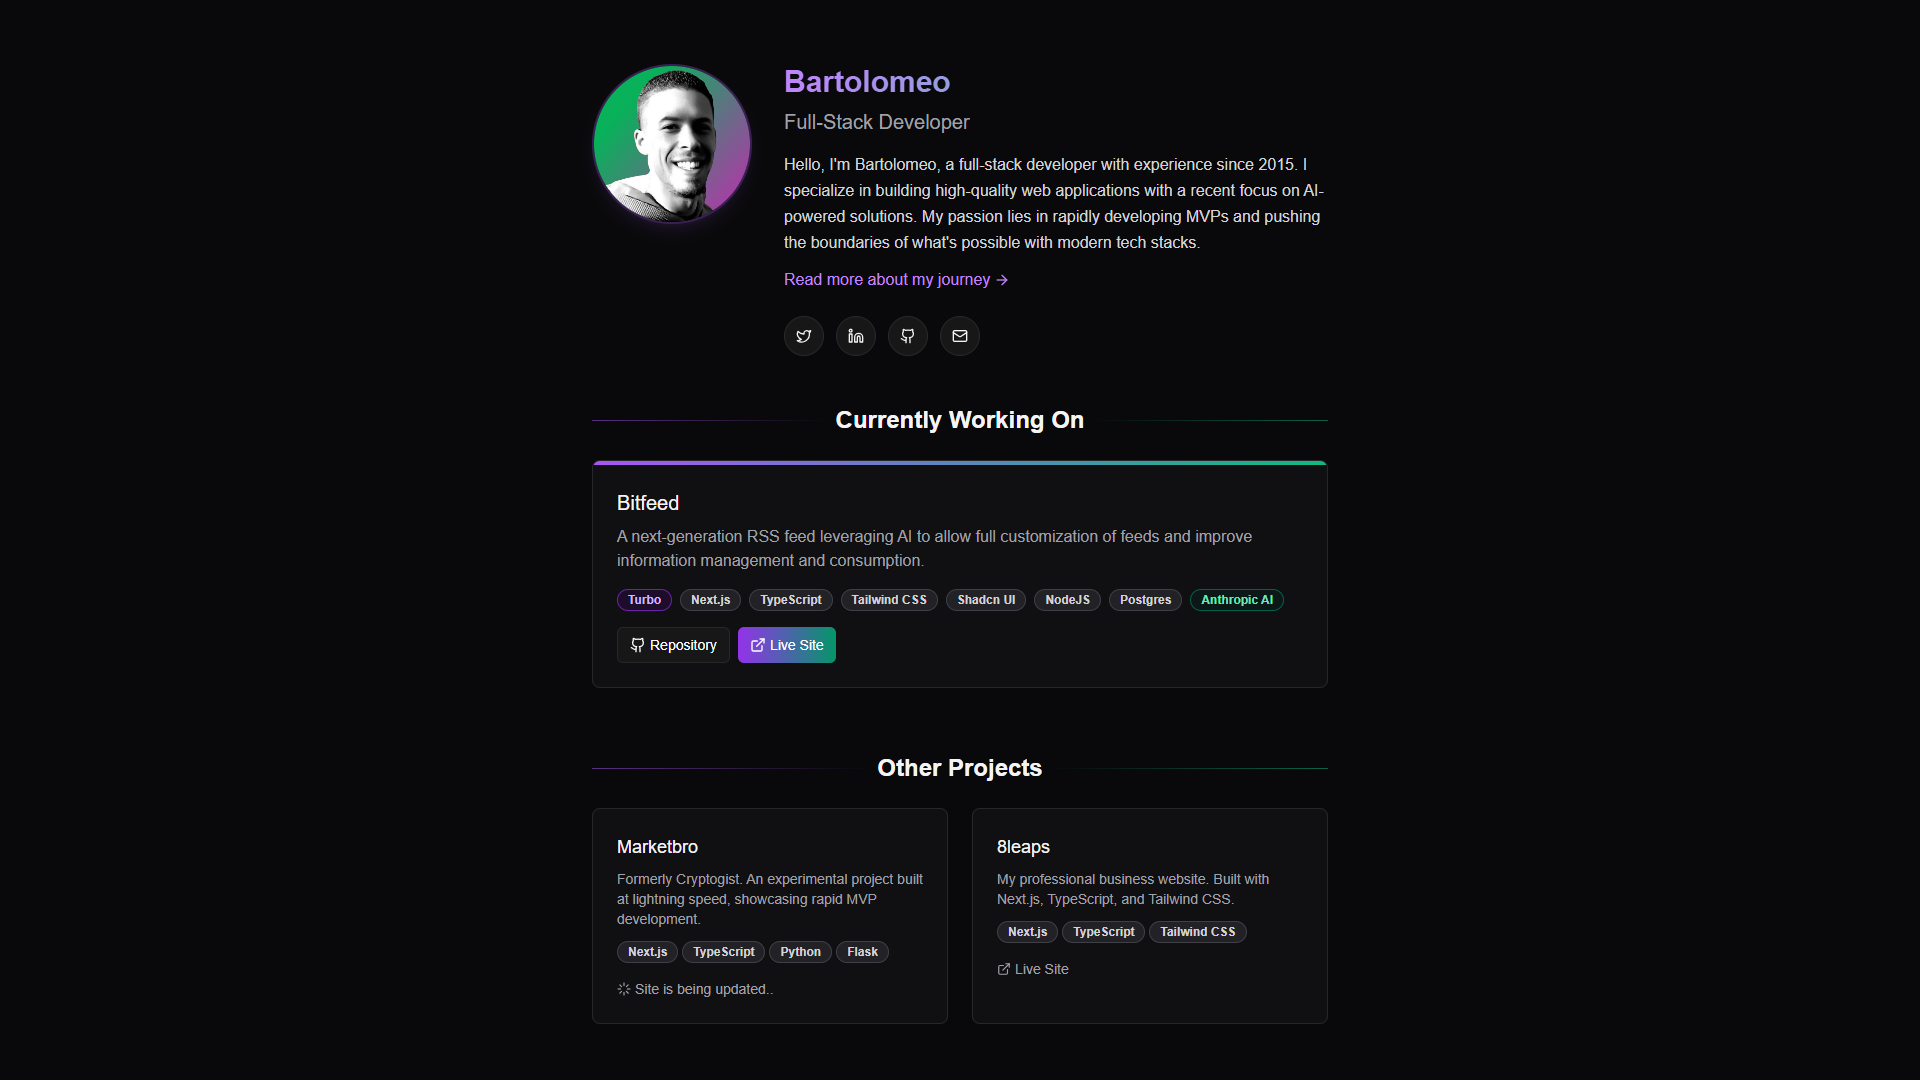 Bartolomeo
Full-Stack Developer
Hello, I'm Bartolomeo, a full-stack developer with experience since 2015. I
specialize in building high-quality web applications with a recent focus on AI-
powered solutions. My passion lies in rapidly developing MVPs and pushing
the boundaries of what's possible with modern tech stacks.
Read more about my journey
Currently Working On
Bitfeed
A next-generation RSS feed leveraging AI to allow full customization of feeds and improve
information management and consumption.
Turbo Next.js TypeScript Tailwind CSS Shadcn UI NodeJS Postgres Anthropic AI
Repository Live Site
Other Projects
Marketbro
Formerly Cryptogist. An experimental project built
at lightning speed, showcasing rapid MVP
development.
Next.js TypeScript Python Flask
Site is being updated..
8leaps
My professional business website. Built with
Next.js, TypeScript, and Tailwind CSS.
Next.js TypeScript Tailwind CSS
Live Site